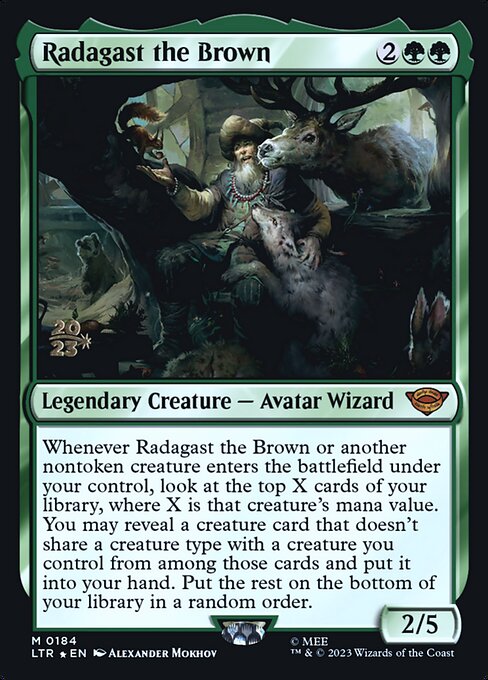 Radagast the Brown 2
20
23
Legendary Creature — Avatar Wizard
Whenever Radagast the Brown or another
nontoken creature enters the battlefield under
your control, look at the top X cards of your
library, where X is that creature's mana value.
You may reveal a creature card that doesn't
share a creature type with a creature you
control from among those cards and put it
into your hand. Put the rest on the bottom of
your library in a random order.
2/5
M 0184
LTR ★ EN Alexander Mokhov
© MEE
™ & © 2023 Wizards of the Coast